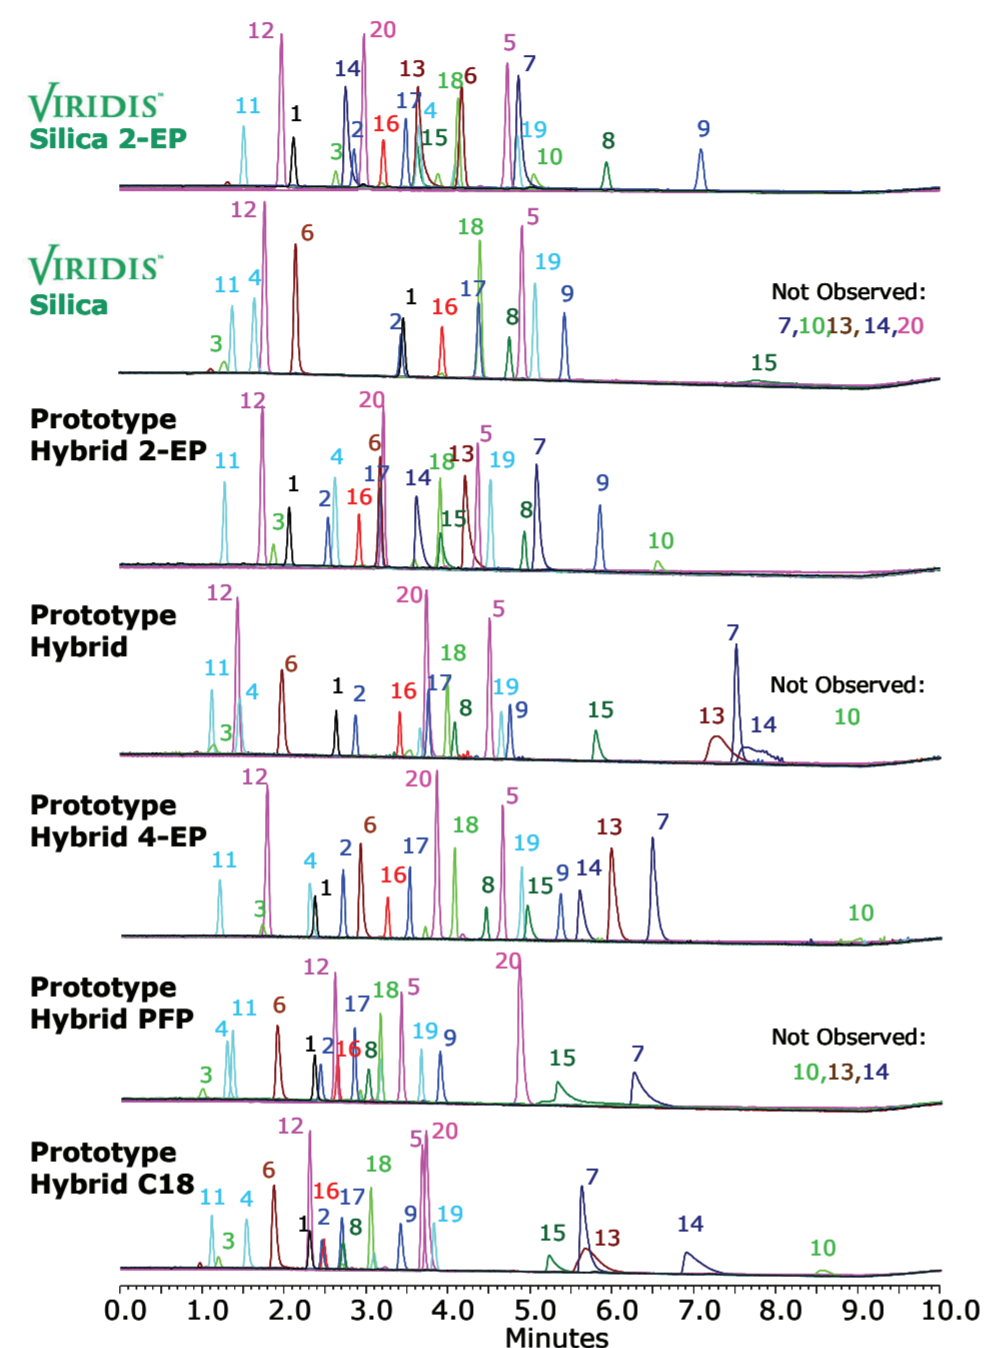 12 20 5
14 13 18 6 7
11 1 2 17 4 19 8 9
3 16 15 10
VIRIDIS™
Silica 2-EP
12 6 18 5
11 4 17 19 9
3 2 1 16 8 15
VIRIDIS™
Silica
Not Observed:
7,10,13,14,20
12 20
Prototype
Hybrid 2-EP
11 4 6 17 18 13 5 19 7 9
3 1 2 16 14 15 8 10
12 20 5
Prototype
Hybrid
11 4 6 18 7
3 1 2 16 17 8 19 9 15 13 14
Not Observed:
10
12 20 5
Prototype
Hybrid 4-EP
11 4 2 6 17 18 19 13 7
3 1 16 8 15 9 14 10
12 20
Prototype
Hybrid PFP
4 11 6 17 18 5
3 1 2 16 8 19 9 15 7
Not Observed:
10,13,14
12 5 20
Prototype
Hybrid C18
11 4 6 16 17 18 7
3 1 2 8 9 19 15 13 14 10
0.0 1.0 2.0 3.0 4.0 5.0 6.0 7.0 8.0 9.0 10.0
Minutes